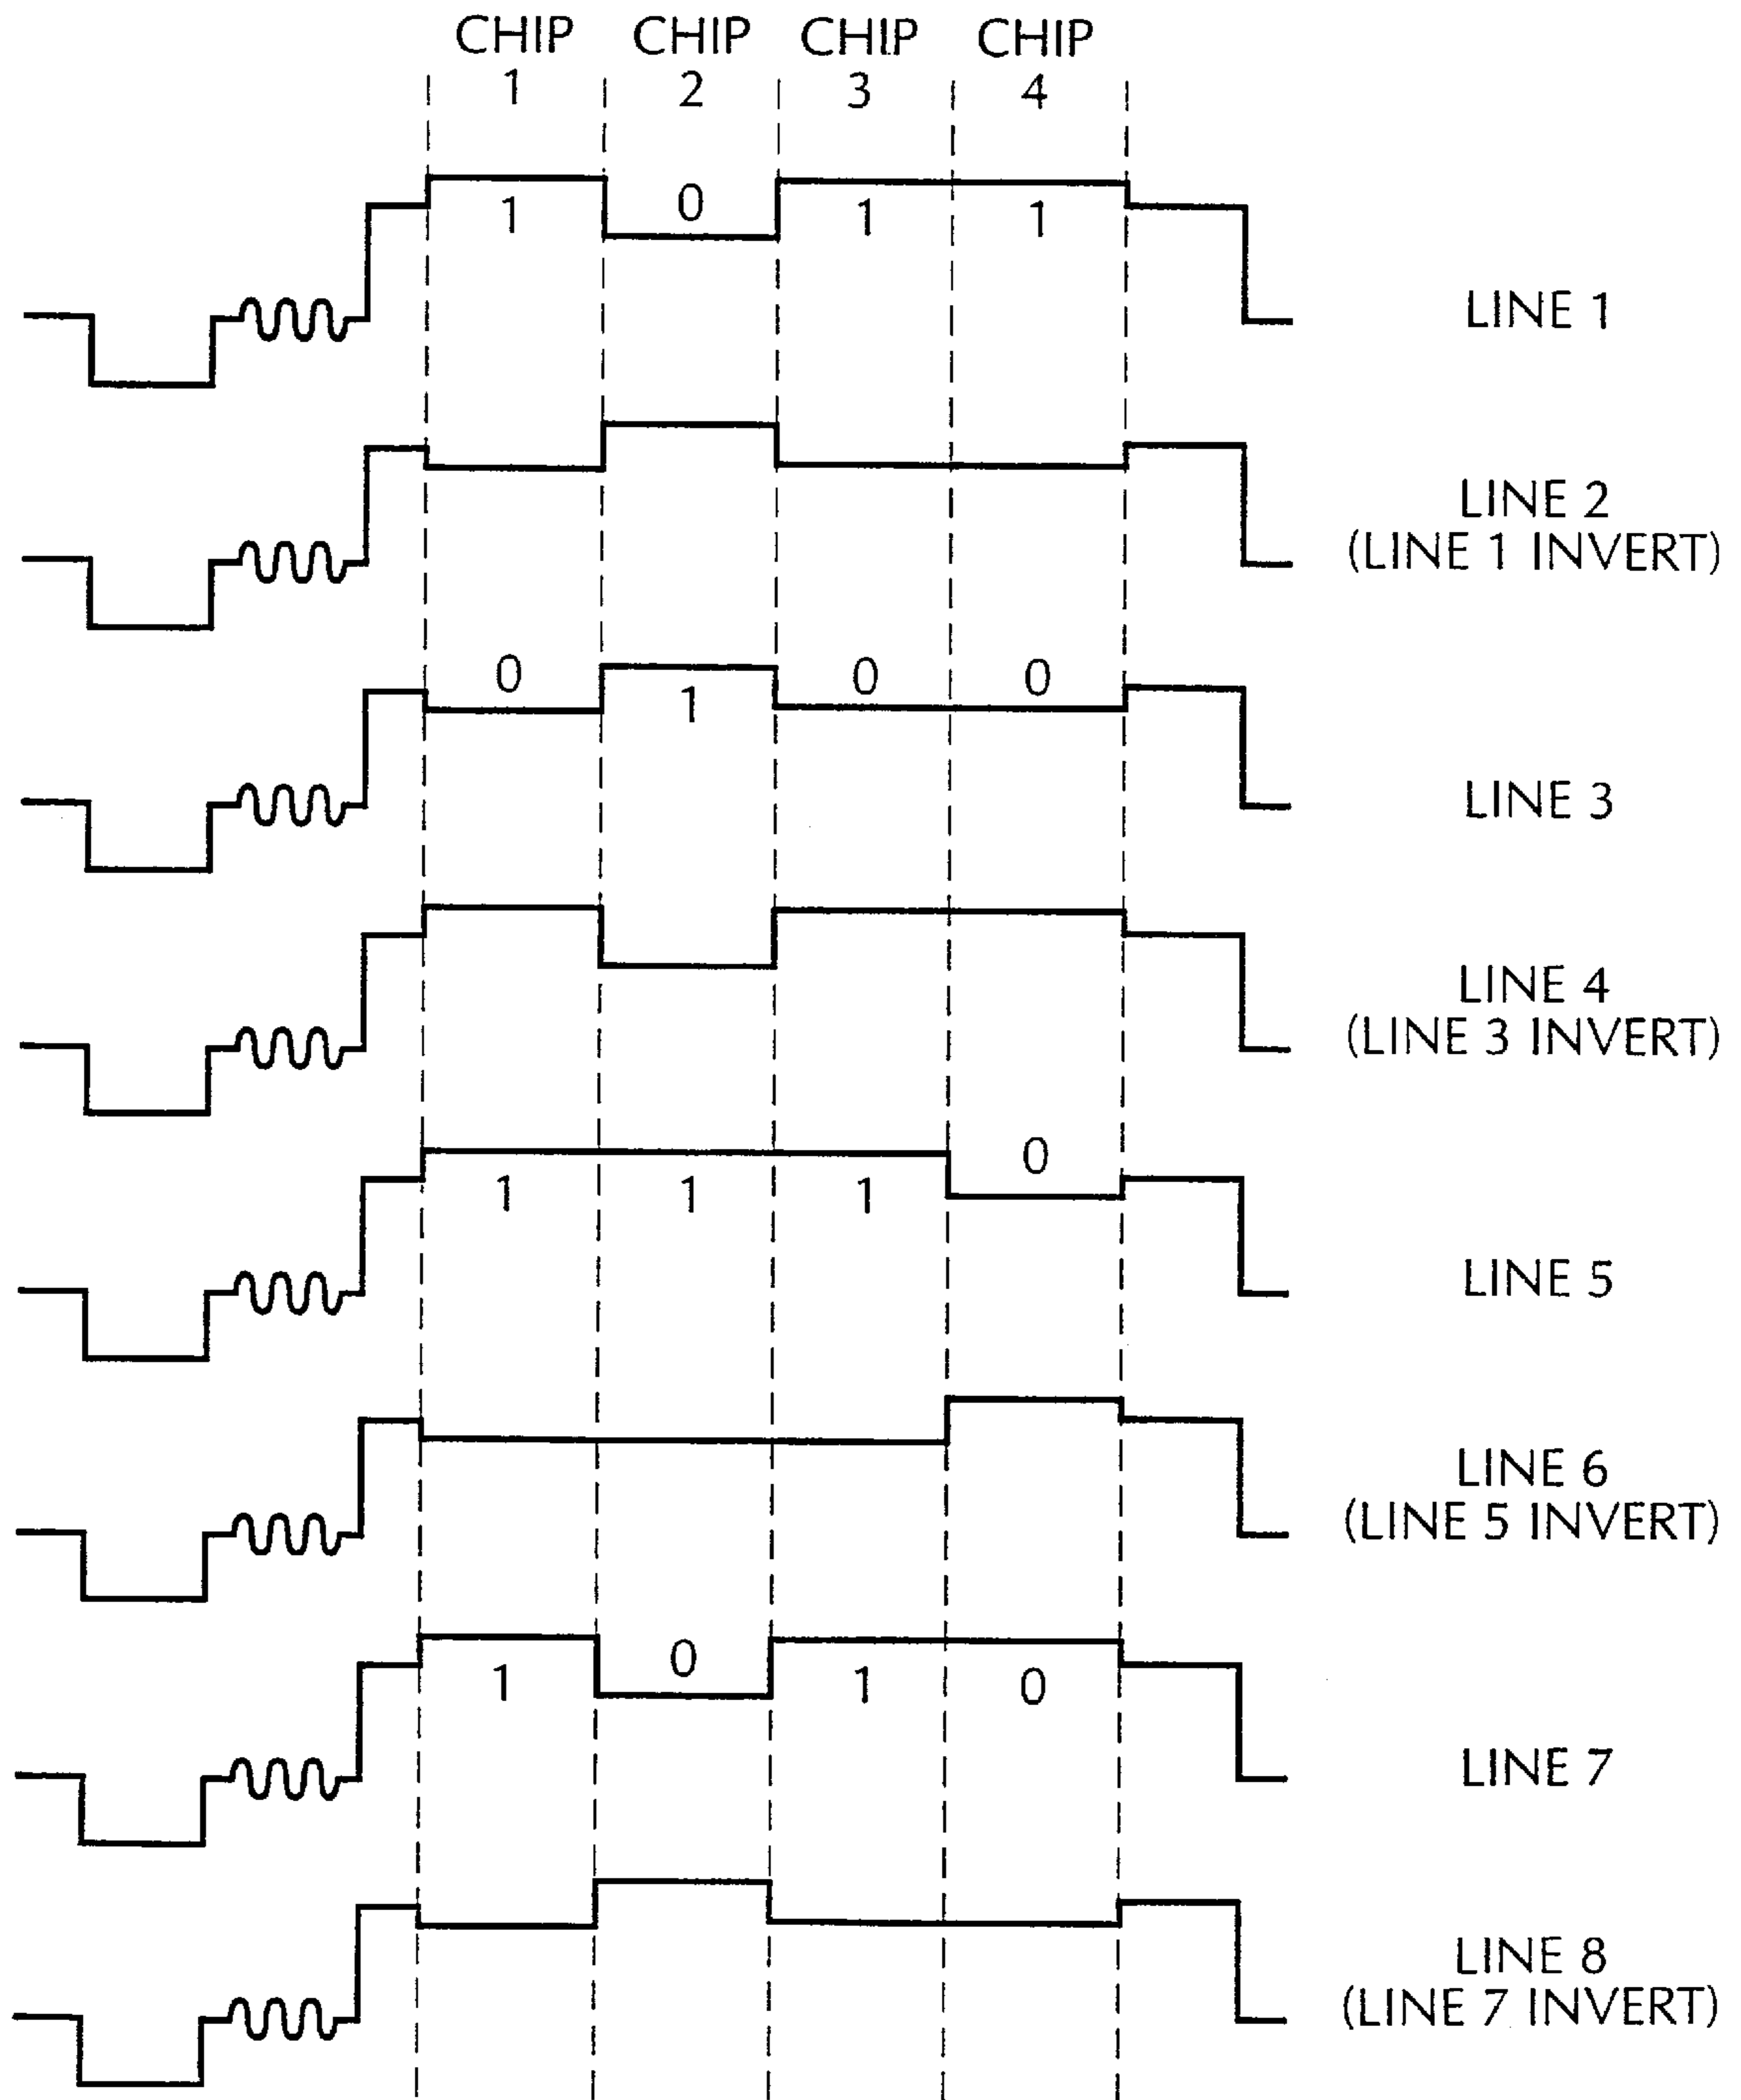 CHIP CHIP CHIP CHIP
1 2 3 4
1 0 1 1
LINE 1
LINE 2
(LINE 1 INVERT)
0 1 0 0
LINE 3
LINE 4
(LINE 3 INVERT)
1 1 1 0
LINE 5
LINE 6
(LINE 5 INVERT)
1 0 1 0
LINE 7
LINE 8
(LINE 7 INVERT)